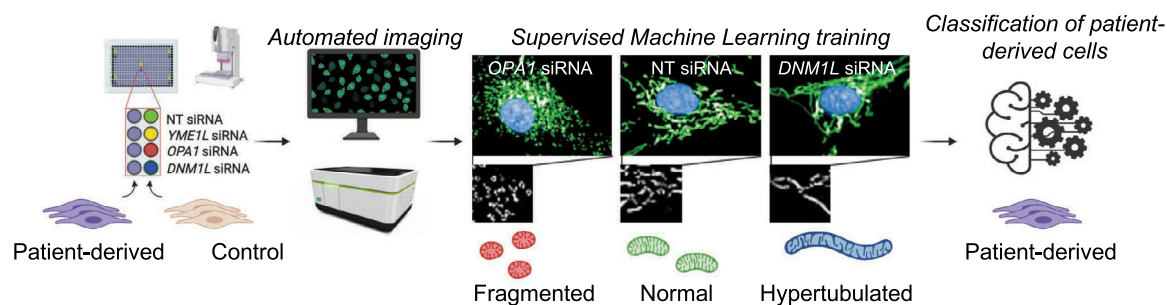 Automated imaging
Supervised Machine Learning training
Classification of patient-
derived cells
OPA1 siRNA
NT siRNA
DNM1L siRNA
NT siRNA
YME1L siRNA
OPA1 siRNA
DNM1L siRNA
Patient-derived
Control
Patient-derived
Fragmented
Normal
Hypertubulated